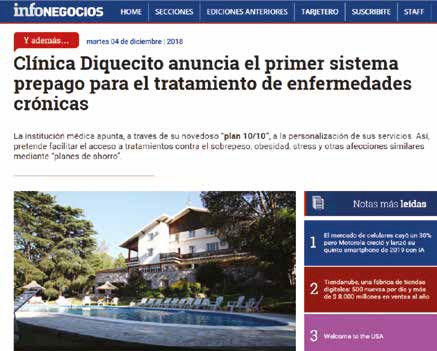 infoNEGOCIOS
HOME SECCIONES EDICIONES ANTERIORES TARJETERO SUSCRIBITE STAFF
Y además...
martes 04 de diciembre | 2018
Clínica Diquecito anuncia el primer sistema
prepago para el tratamiento de enfermedades
crónicas
La institución médica apunta, a través de su novedoso "plan 10/10", a la personalización de sus servicios. Así,
pretende facilitar el acceso a tratamientos contra el sobrepeso, obesidad, stress y otras afecciones similares
mediante "planes de ahorro".
Notas más leídas
1 El mercado de celulares cayó un 30%
pero Motorola creció y lanzó su
quinto smartphone de 2019 con IA
2 Tiendanube, una fábrica de tiendas
digitales: 500 nuevas por día y más
de $ 8.000 millones en ventas al año
3 Welcome to the USA